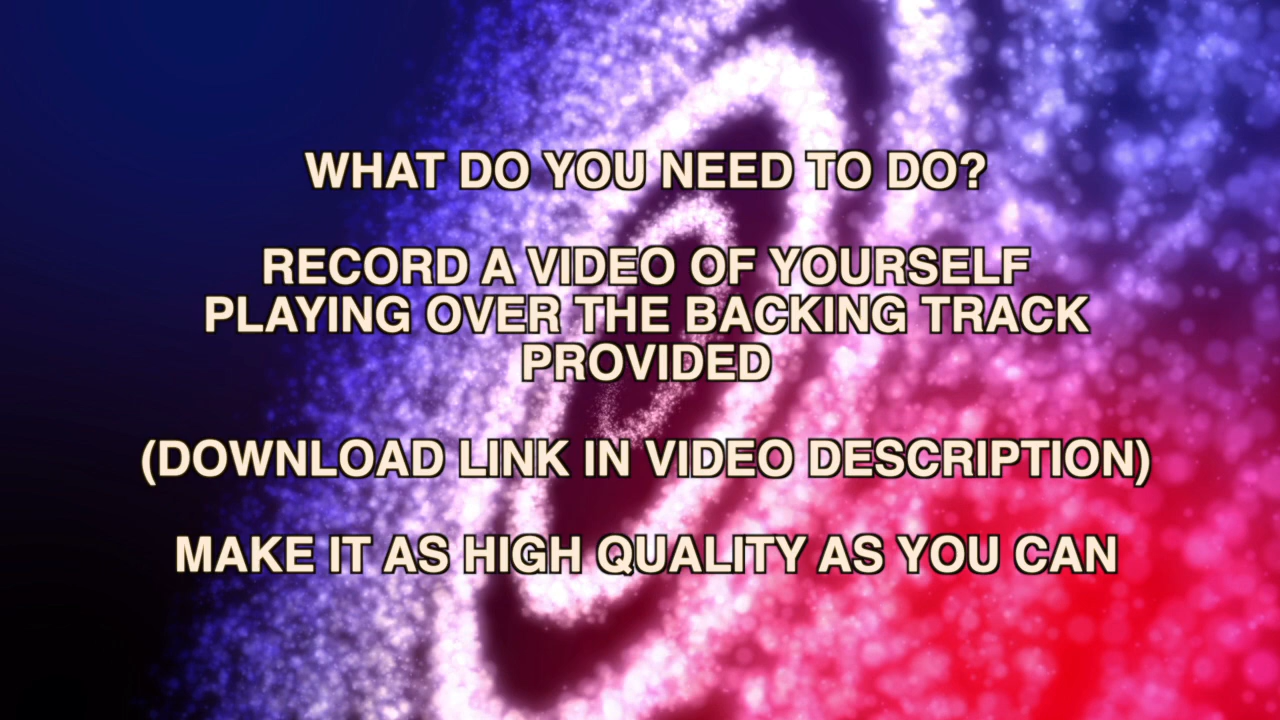 WHAT DO YOU NEED TO DO?
RECORD A VIDEO OF YOURSELF
PLAYING OVER THE BACKING TRACK
PROVIDED
(DOWNLOAD LINK IN VIDEO DESCRIPTION)
MAKE IT AS HIGH QUALITY AS YOU CAN